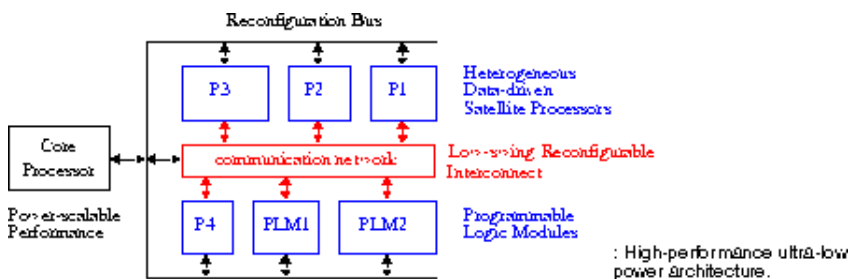 Reconfiguration Bus
P3
P2
P1
Heterogeneous
Data-driven
Satellite Processors
Core
Processor
communication network
Low-swing Reconfigurable
Interconnect
Power-scalable
Performance
P4
PLM1
PLM2
Programmable
Logic Modules
: High-performance ultra-low
power architecture.